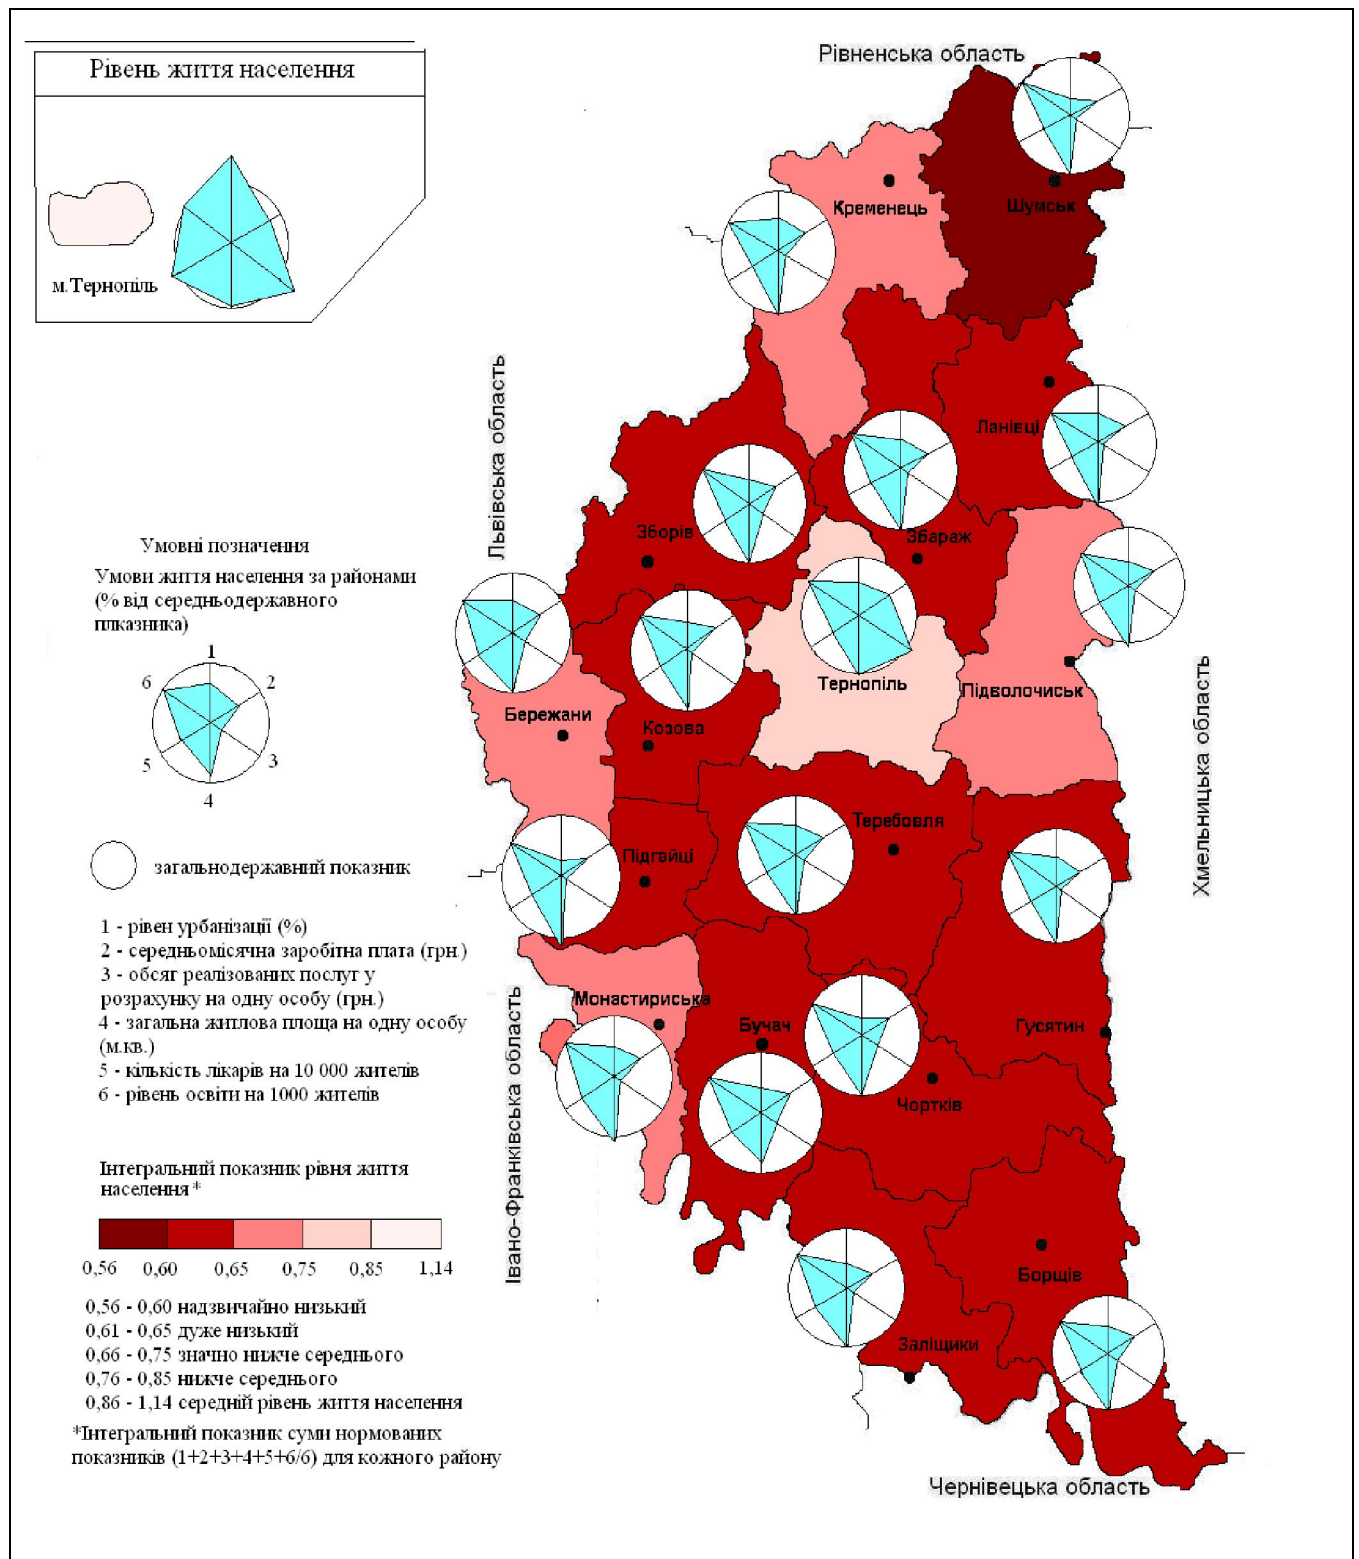 Рівень життя населення
м.Тернопіль
Умовні позначення
Умови життя населення за районами
(% від середньодержавного
плказника)
1
2
3
4
5
6
загальнодержавний показник
1 - рівен урбанізації (%)
2 - середньомісячна заробітна плата (грн.)
3 - обсяг реалізованих послуг у
розрахунку на одну особу (грн.)
4 - загальна житлова площа на одну особу
(м.кв.)
5 - кількість лікарів на 10 000 жителів
6 - рівень освіти на 1000 жителів
Інтегральний показник рівня життя
населення*
0,56 0,60 0,65 0,75 0,85 1,14
0,56 - 0,60 надзвичайно низький
0,61 - 0,65 дуже низький
0,66 - 0,75 значно нижче середнього
0,76 - 0,85 нижче середнього
0,86 - 1,14 середній рівень життя населення
*Інтегральний показник суми нормованих
показників (1+2+3+4+5+6/6) для кожного району
Рівненська область
Львівська область
Хмельницька область
Івано-Франківська область
Чернівецька область
Шумськ
Кременець
Ланівці
Зборів
Збараж
Тернопіль
Підволочиськ
Бережани
Козова
Теребовля
Підгайці
Монастириська
Бучач
Гусятин
Чортків
Борщів
Заліщики